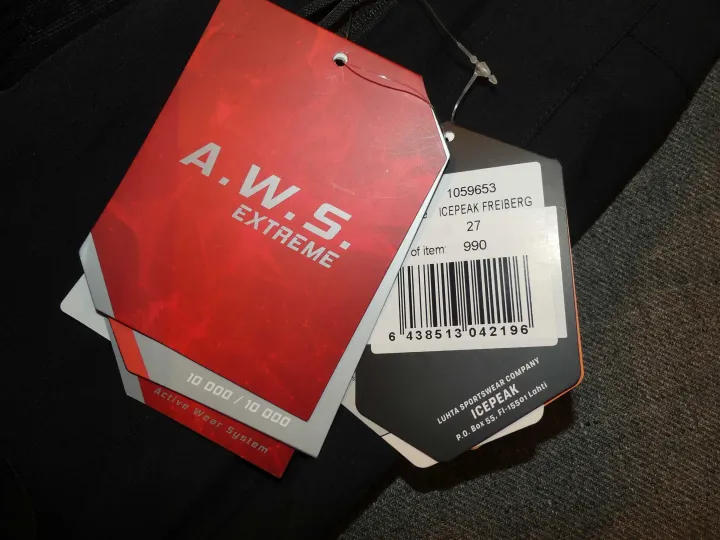 A.W.S.
EXTREME
10 000 / 10 000
Active Wear System
1059653
ICEPEAK FREIBERG
27
of item: 990
6 438513 042196
LUHTA SPORTSWEAR COMPANY
ICEPEAK
P.O. Box 55, FI-15501 Lahti